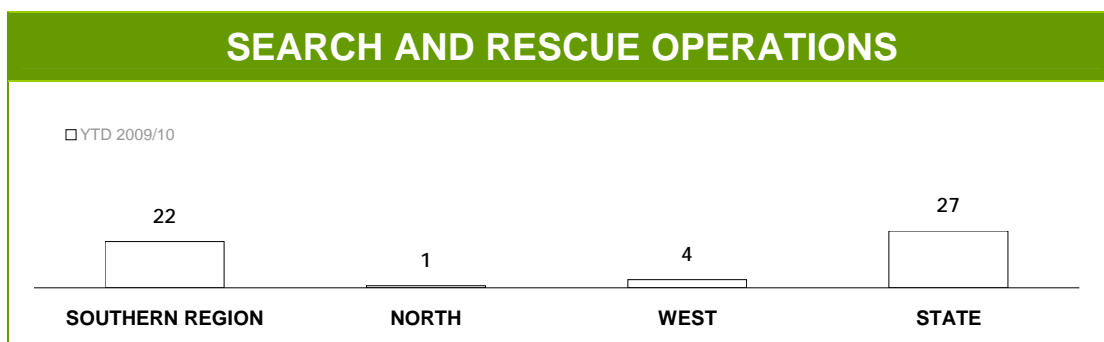 SEARCH AND RESCUE OPERATIONS
YTD 2009/10
22 1 4 27
SOUTHERN REGION NORTH WEST STATE